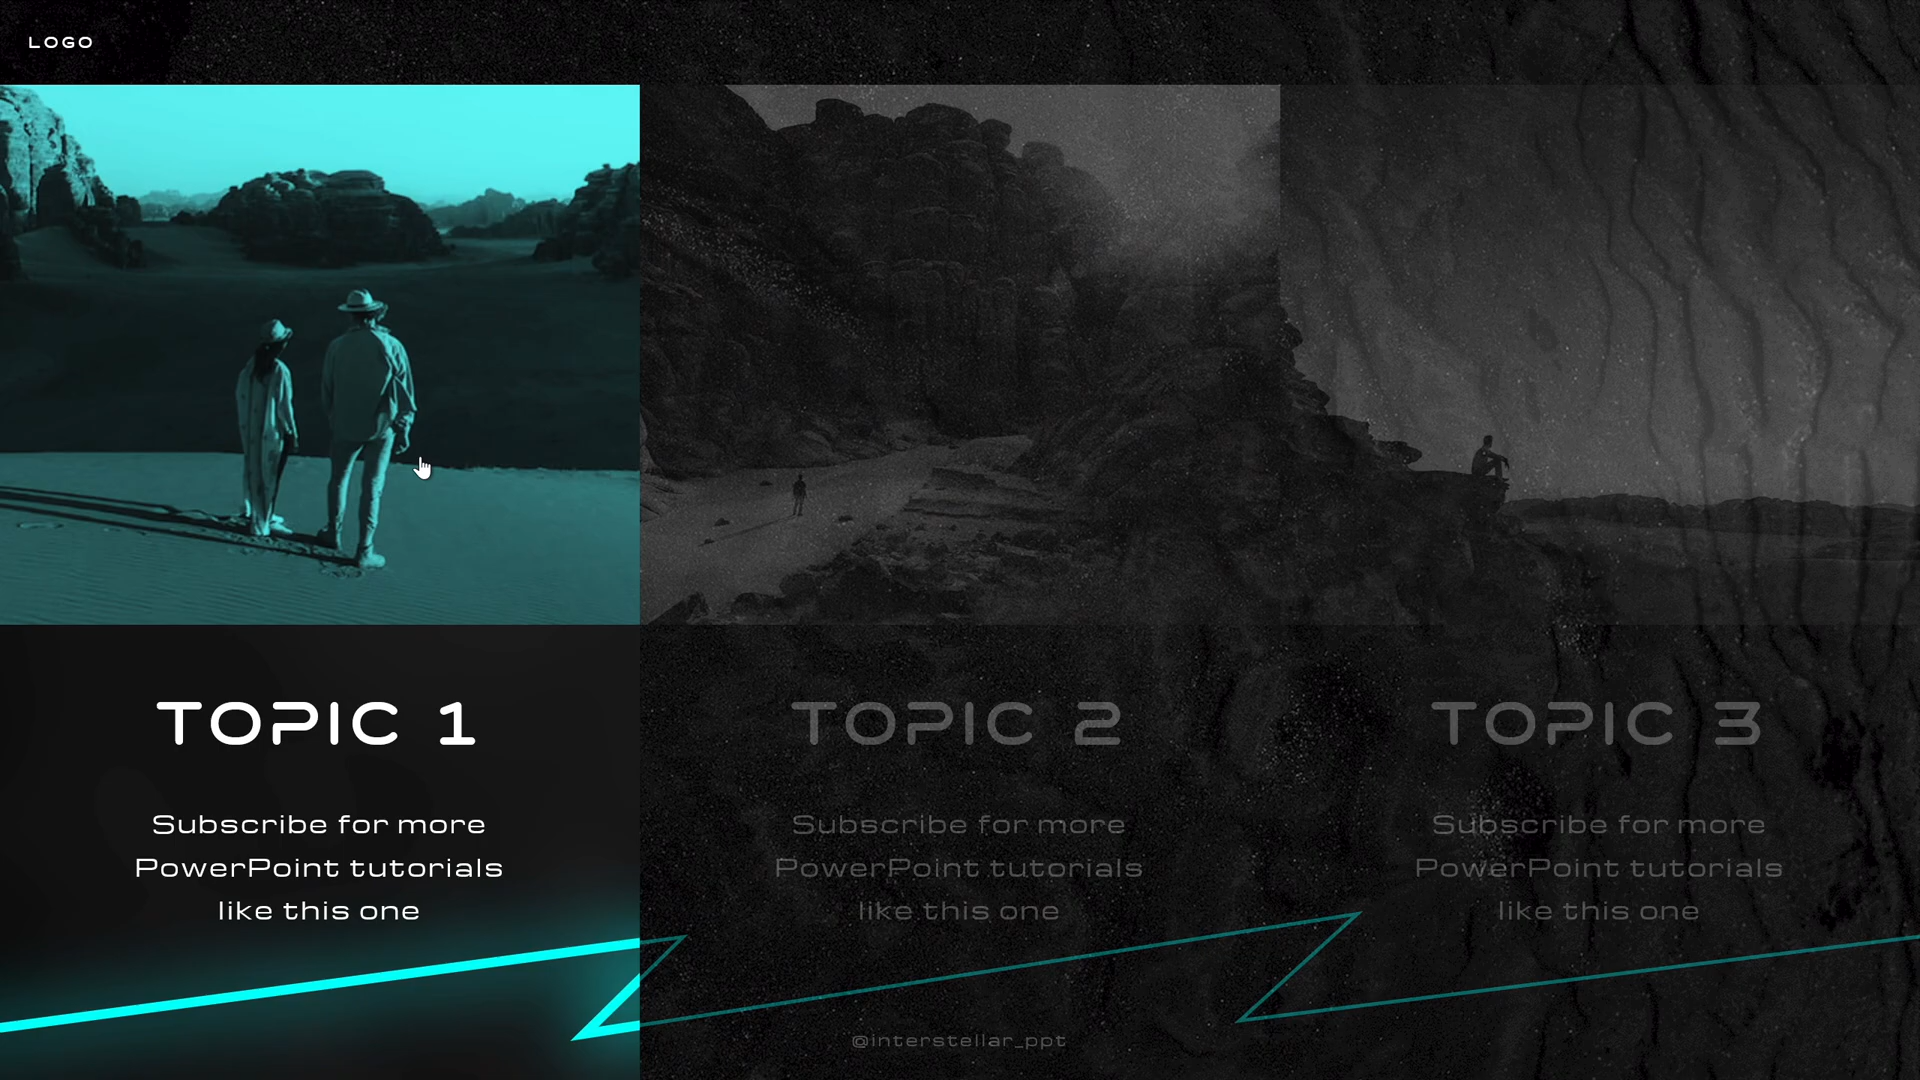 LOGO
TOPIC 1
Subscribe for more
PowerPoint tutorials
like this one
TOPIC 2
Subscribe for more
PowerPoint tutorials
like this one
TOPIC 3
Subscribe for more
PowerPoint tutorials
like this one
@interstellar_ppt